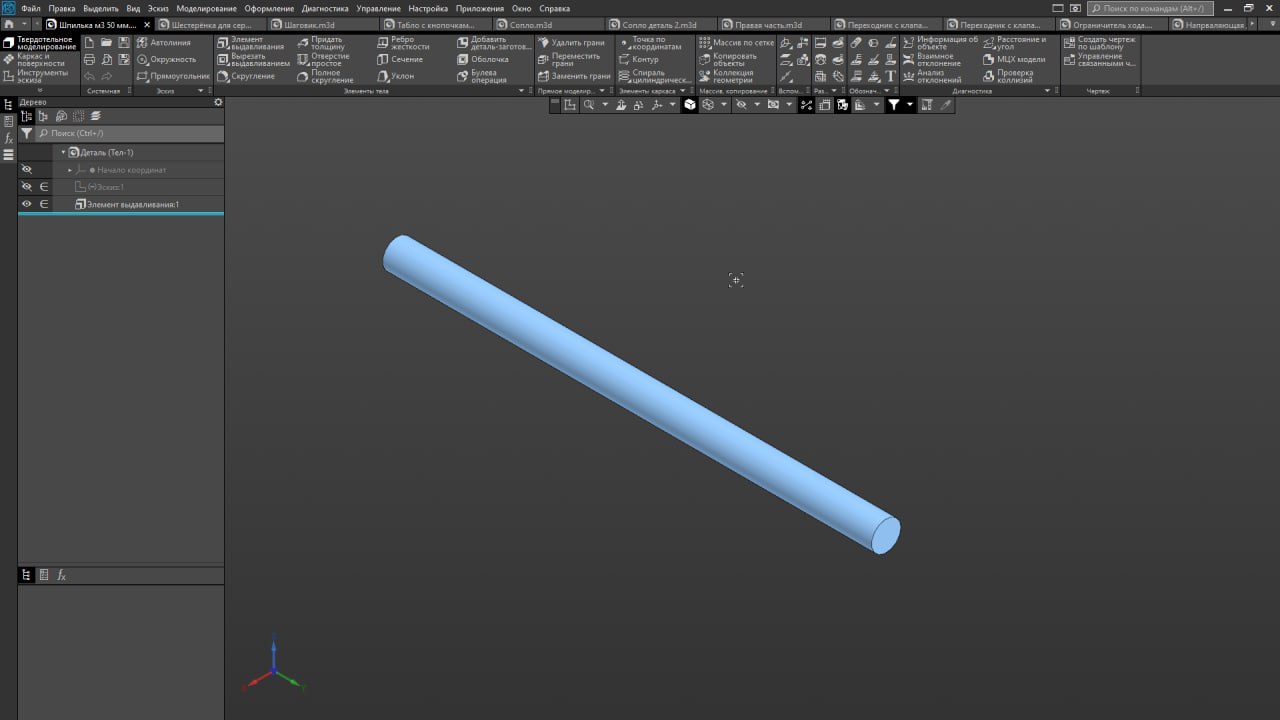 Файл Правка Выделить Вид Эскиз Моделирование Оформление Диагностика Управление Настройка Приложения Окно Справка Поиск по командам (Alt+/)
Шпилька м3 50 мм.... Шестерёнка для сер... Шаговик.m3d Табло с кнопочкам... Сопло.m3d Сопло деталь 2.m3d Правая часть.m3d Переходник с клапа... Переходник с клапа... Ограничитель хода.... Напрвляющая
Твердотельное моделирование
Каркас и поверхности
Инструменты эскиза
Системная
Автолиния
Окружность
Прямоугольник
Эскиз
Элемент выдавливания
Вырезать выдавливанием
Скругление
Придать толщину
Отверстие простое
Полное скругление
Ребро жесткости
Сечение
Уклон
Добавить деталь-заготов...
Оболочка
Булева операция
Элементы тела
Удалить грани
Переместить грани
Заменить грани
Прямое моделир...
Точка по координатам
Контур
Спираль цилиндрическ...
Элементы каркаса
Массив по сетке
Копировать объекты
Коллекция геометрии
Массив, копирование
Вспом...
Раз...
Обознач...
Информация об объекте
Взаимное отклонение
Анализ отклонений
Расстояние и угол
МЦХ модели
Проверка коллизий
Диагностика
Создать чертеж по шаблону
Управление связанными ч...
Чертеж
Дерево
Поиск (Ctrl+/)
Деталь (Тел-1)
Начало координат
(-)Эскиз:1
Элемент выдавливания:1